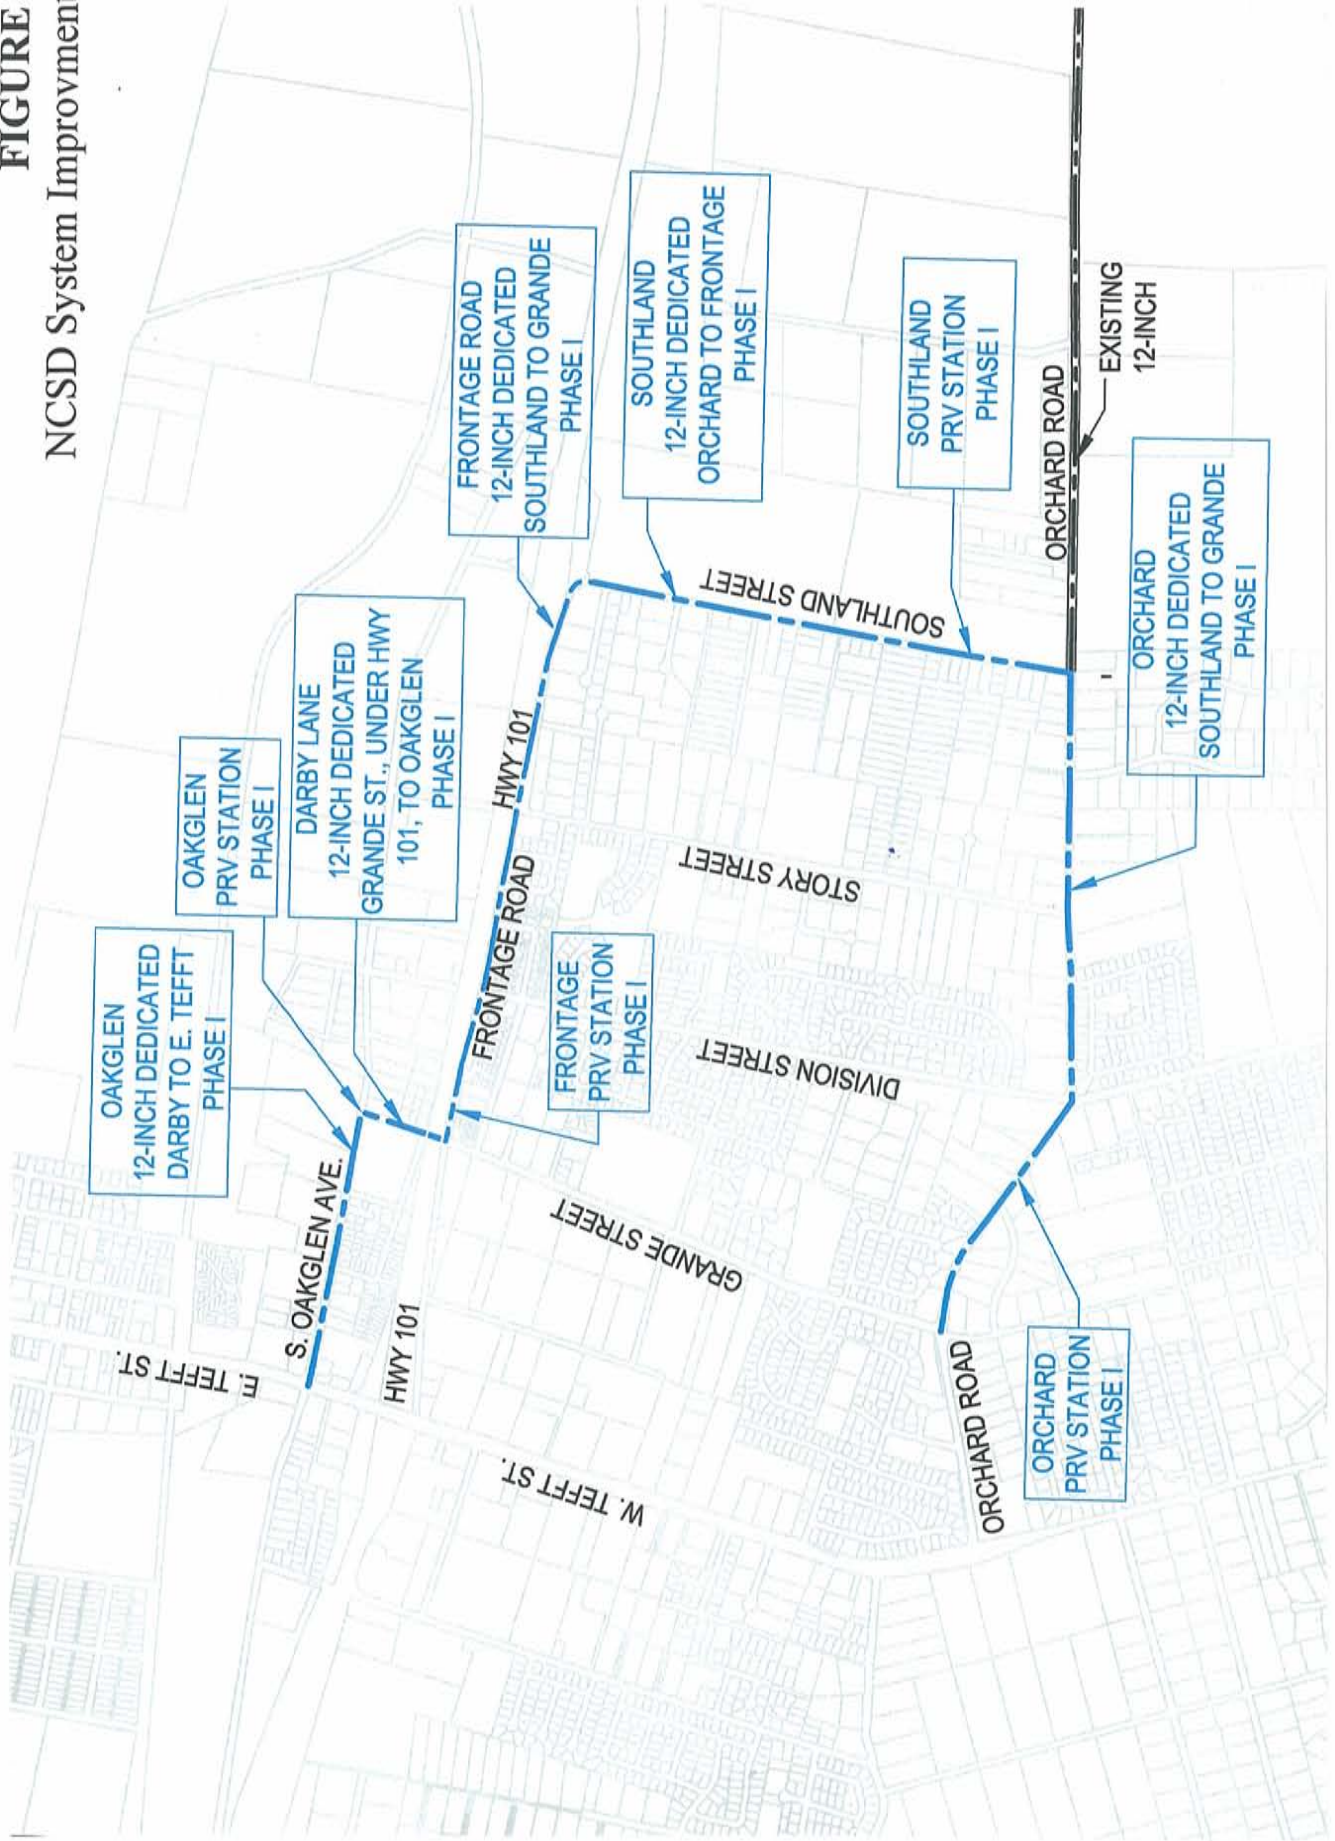 FIGURE
NCSD System Improvmen
OAKGLEN
12-INCH DEDICATED
DARBY TO E. TEFFT
PHASE I
OAKGLEN
PRV STATION
PHASE I
DARBY LANE
12-INCH DEDICATED
GRANDE ST., UNDER HWY
101, TO OAKGLEN
PHASE I
FRONTAGE ROAD
12-INCH DEDICATED
SOUTHLAND TO GRANDE
PHASE I
SOUTHLAND
12-INCH DEDICATED
ORCHARD TO FRONTAGE
PHASE I
SOUTHLAND
PRV STATION
PHASE I
E. TEFFT ST.
S. OAKGLEN AVE.
HWY 101
HWY 101
FRONTAGE ROAD
FRONTAGE
PRV STATION
PHASE I
W. TEFFT ST.
GRANDE STREET
DIVISION STREET
STORY STREET
SOUTHLAND STREET
ORCHARD ROAD
ORCHARD ROAD
EXISTING
12-INCH
ORCHARD
PRV STATION
PHASE I
ORCHARD
12-INCH DEDICATED
SOUTHLAND TO GRANDE
PHASE I